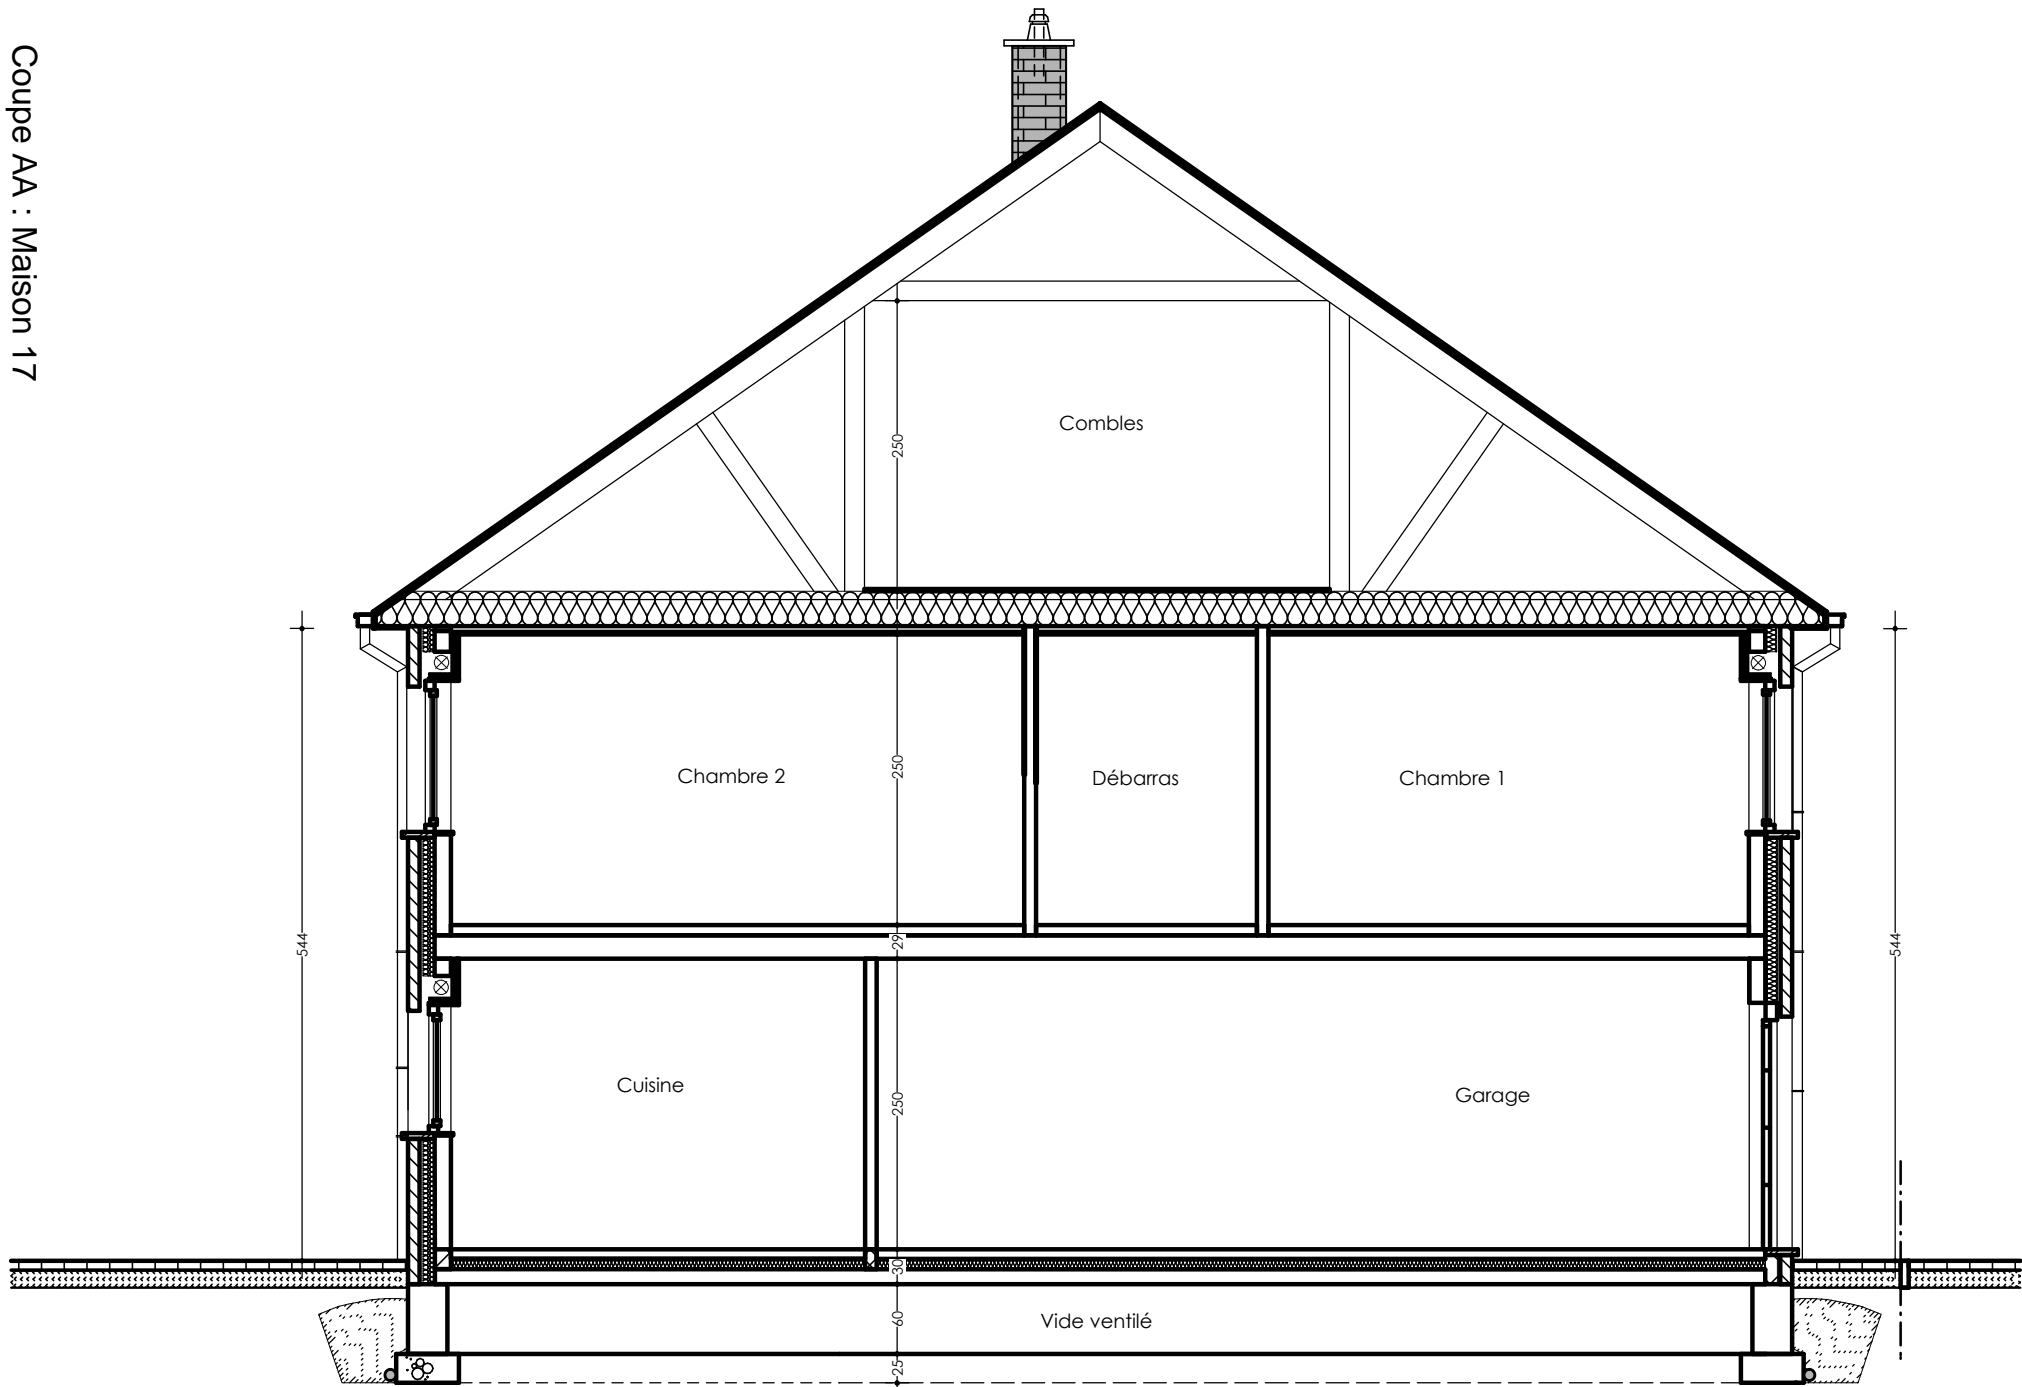 Coupe AA : Maison 17
Combles
250
Chambre 2
250
Débarras
Chambre 1
544
29
544
Cuisine
250
Garage
30
60
Vide ventilé
25